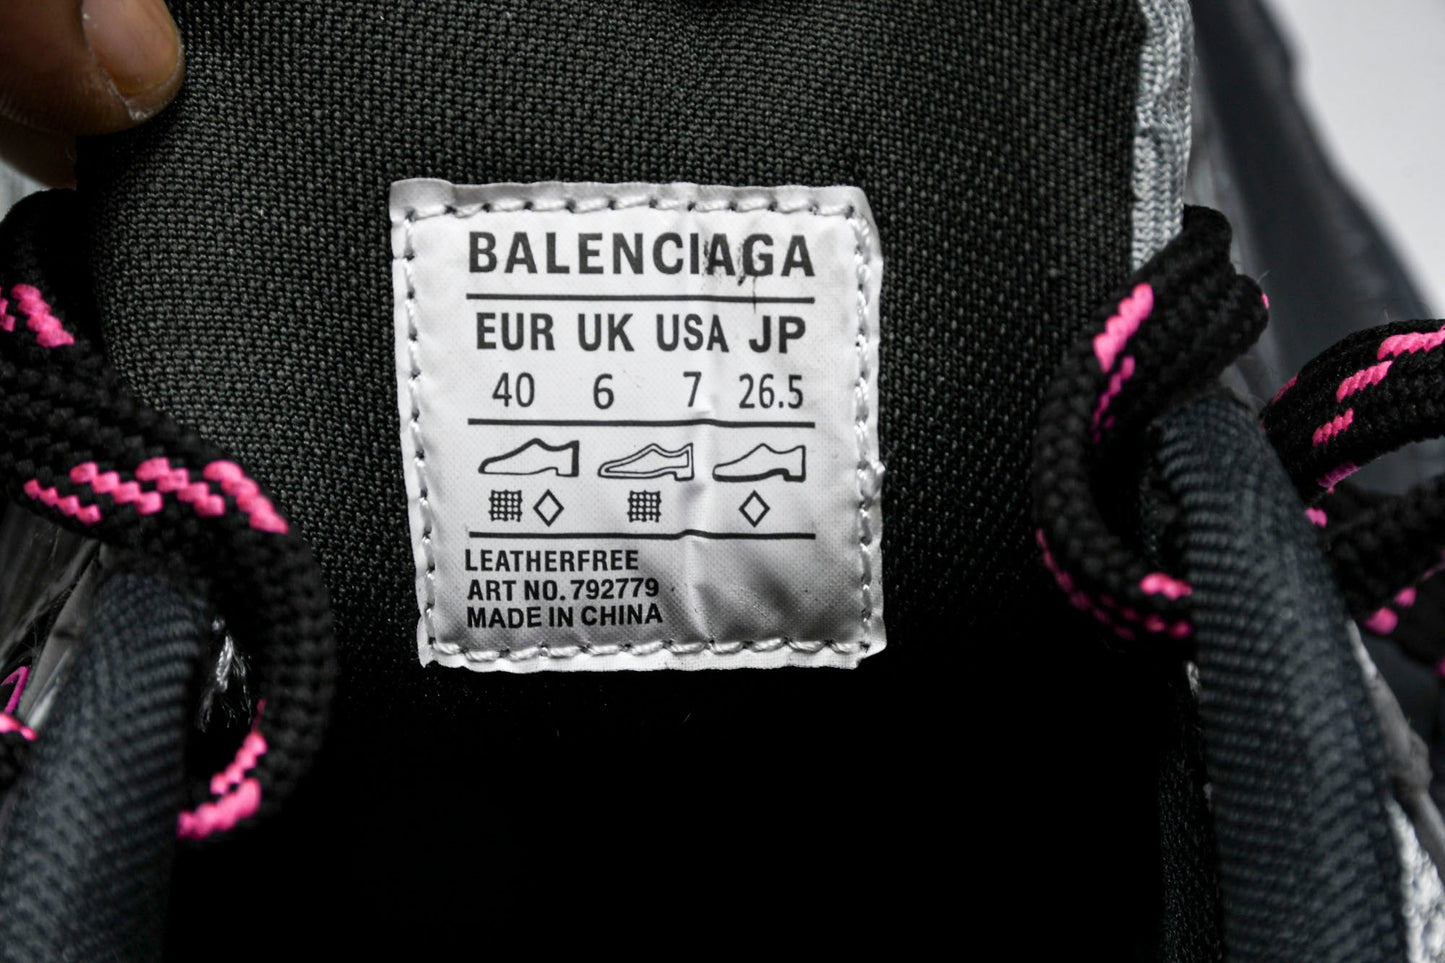 BALENCIAGA
EUR UK USA JP
40 6 7 26.5
LEATHERFREE
ART NO. 792779
MADE IN CHINA